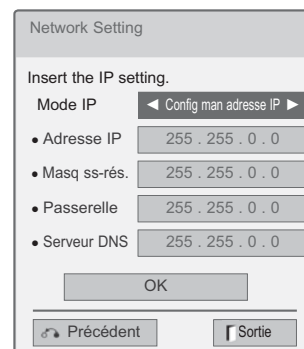 Network Setting
Insert the IP setting.
Mode IP ◄ Config man adresse IP ►
• Adresse IP 255 . 255 . 0 . 0
• Masq ss-rés. 255 . 255 . 0 . 0
• Passerelle 255 . 255 . 0 . 0
• Serveur DNS 255 . 255 . 0 . 0
OK
Précédent Sortie